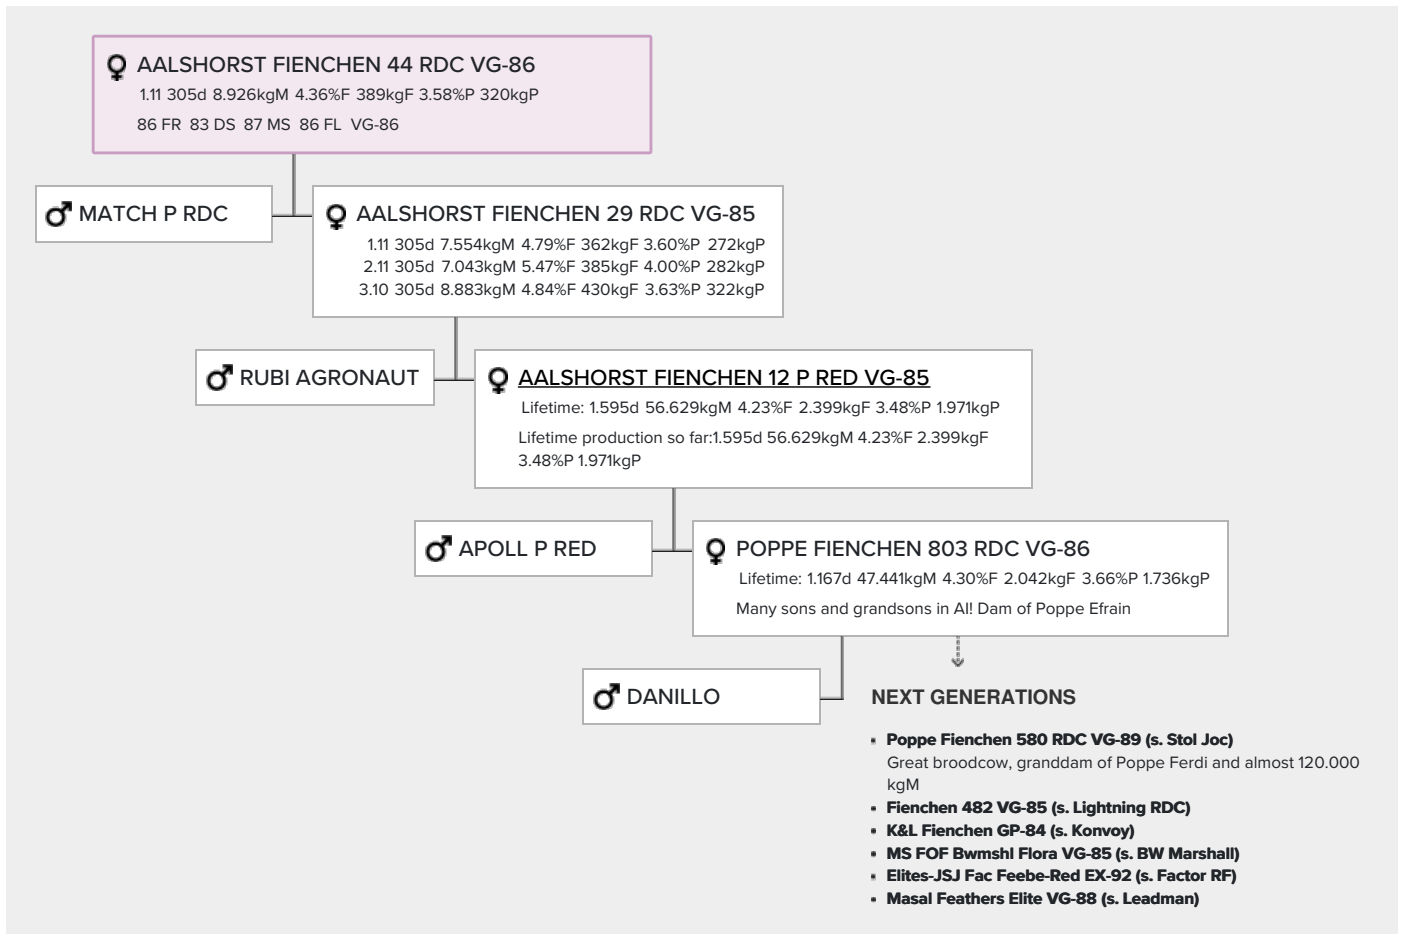 AALSHORST FIENCHEN 44 RDC VG-86
1.11 305d 8.926kgM 4.36%F 389kgF 3.58%P 320kgP
86 FR 83 DS 87 MS 86 FL VG-86
MATCH P RDC
AALSHORST FIENCHEN 29 RDC VG-85
1.11 305d 7.554kgM 4.79%F 362kgF 3.60%P 272kgP
2.11 305d 7.043kgM 5.47%F 385kgF 4.00%P 282kgP
3.10 305d 8.883kgM 4.84%F 430kgF 3.63%P 322kgP
RUBI AGRONAUT
AALSHORST FIENCHEN 12 P RED VG-85
Lifetime: 1.595d 56.629kgM 4.23%F 2.399kgF 3.48%P 1.971kgP
Lifetime production so far:1.595d 56.629kgM 4.23%F 2.399kgF
3.48%P 1.971kgP
APOLL P RED
POPPE FIENCHEN 803 RDC VG-86
Lifetime: 1.167d 47.441kgM 4.30%F 2.042kgF 3.66%P 1.736kgP
Many sons and grandsons in AI! Dam of Poppe Efrain
DANILLO
NEXT GENERATIONS
Poppe Fienchen 580 RDC VG-89 (s. Stol Joc)
Great broodcow, granddam of Poppe Ferdi and almost 120.000
kgM
Fienchen 482 VG-85 (s. Lightning RDC)
K&L Fienchen GP-84 (s. Konvoy)
MS FOF Bwmshl Flora VG-85 (s. BW Marshall)
Elites-JSJ Fac Feebe-Red EX-92 (s. Factor RF)
Masal Feathers Elite VG-88 (s. Leadman)